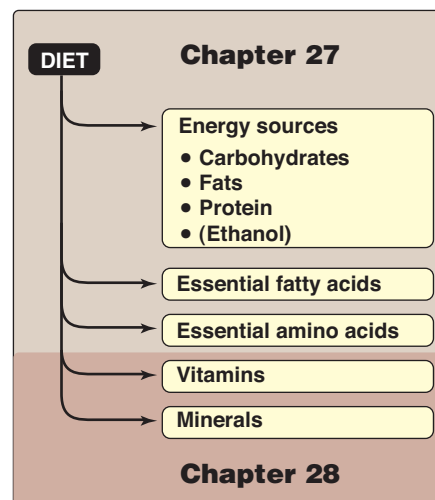 DIET
Chapter 27
Energy sources
• Carbohydrates
• Fats
• Protein
• (Ethanol)
Essential fatty acids
Essential amino acids
Vitamins
Minerals
Chapter 28